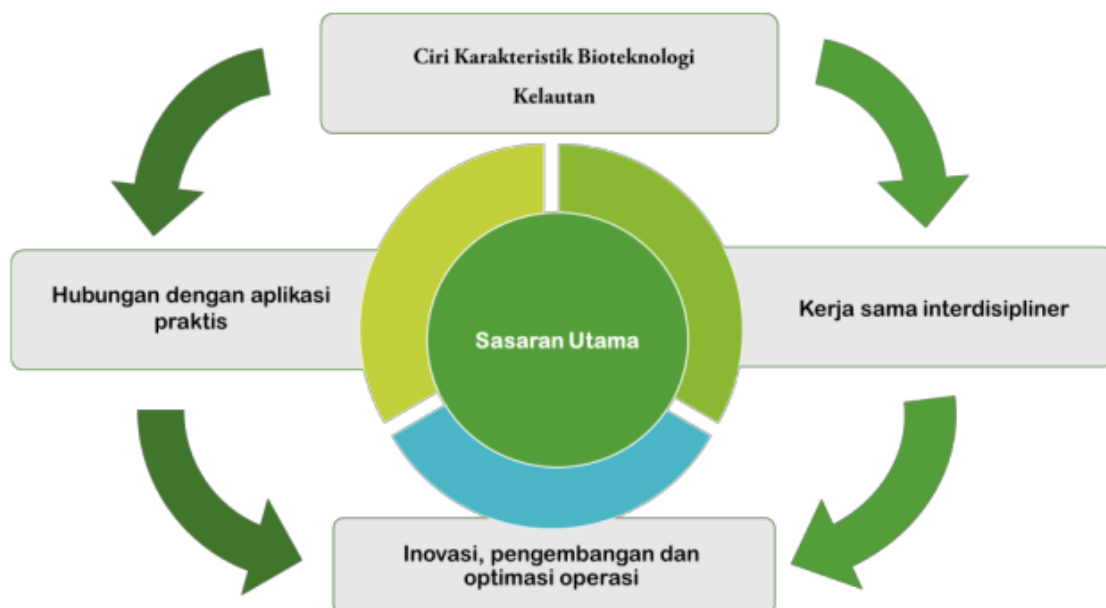 Ciri Karakteristik Bioteknologi
Kelautan
Hubungan dengan aplikasi
praktis
Sasaran Utama
Kerja sama interdisipliner
Inovasi, pengembangan dan
optimasi operasi